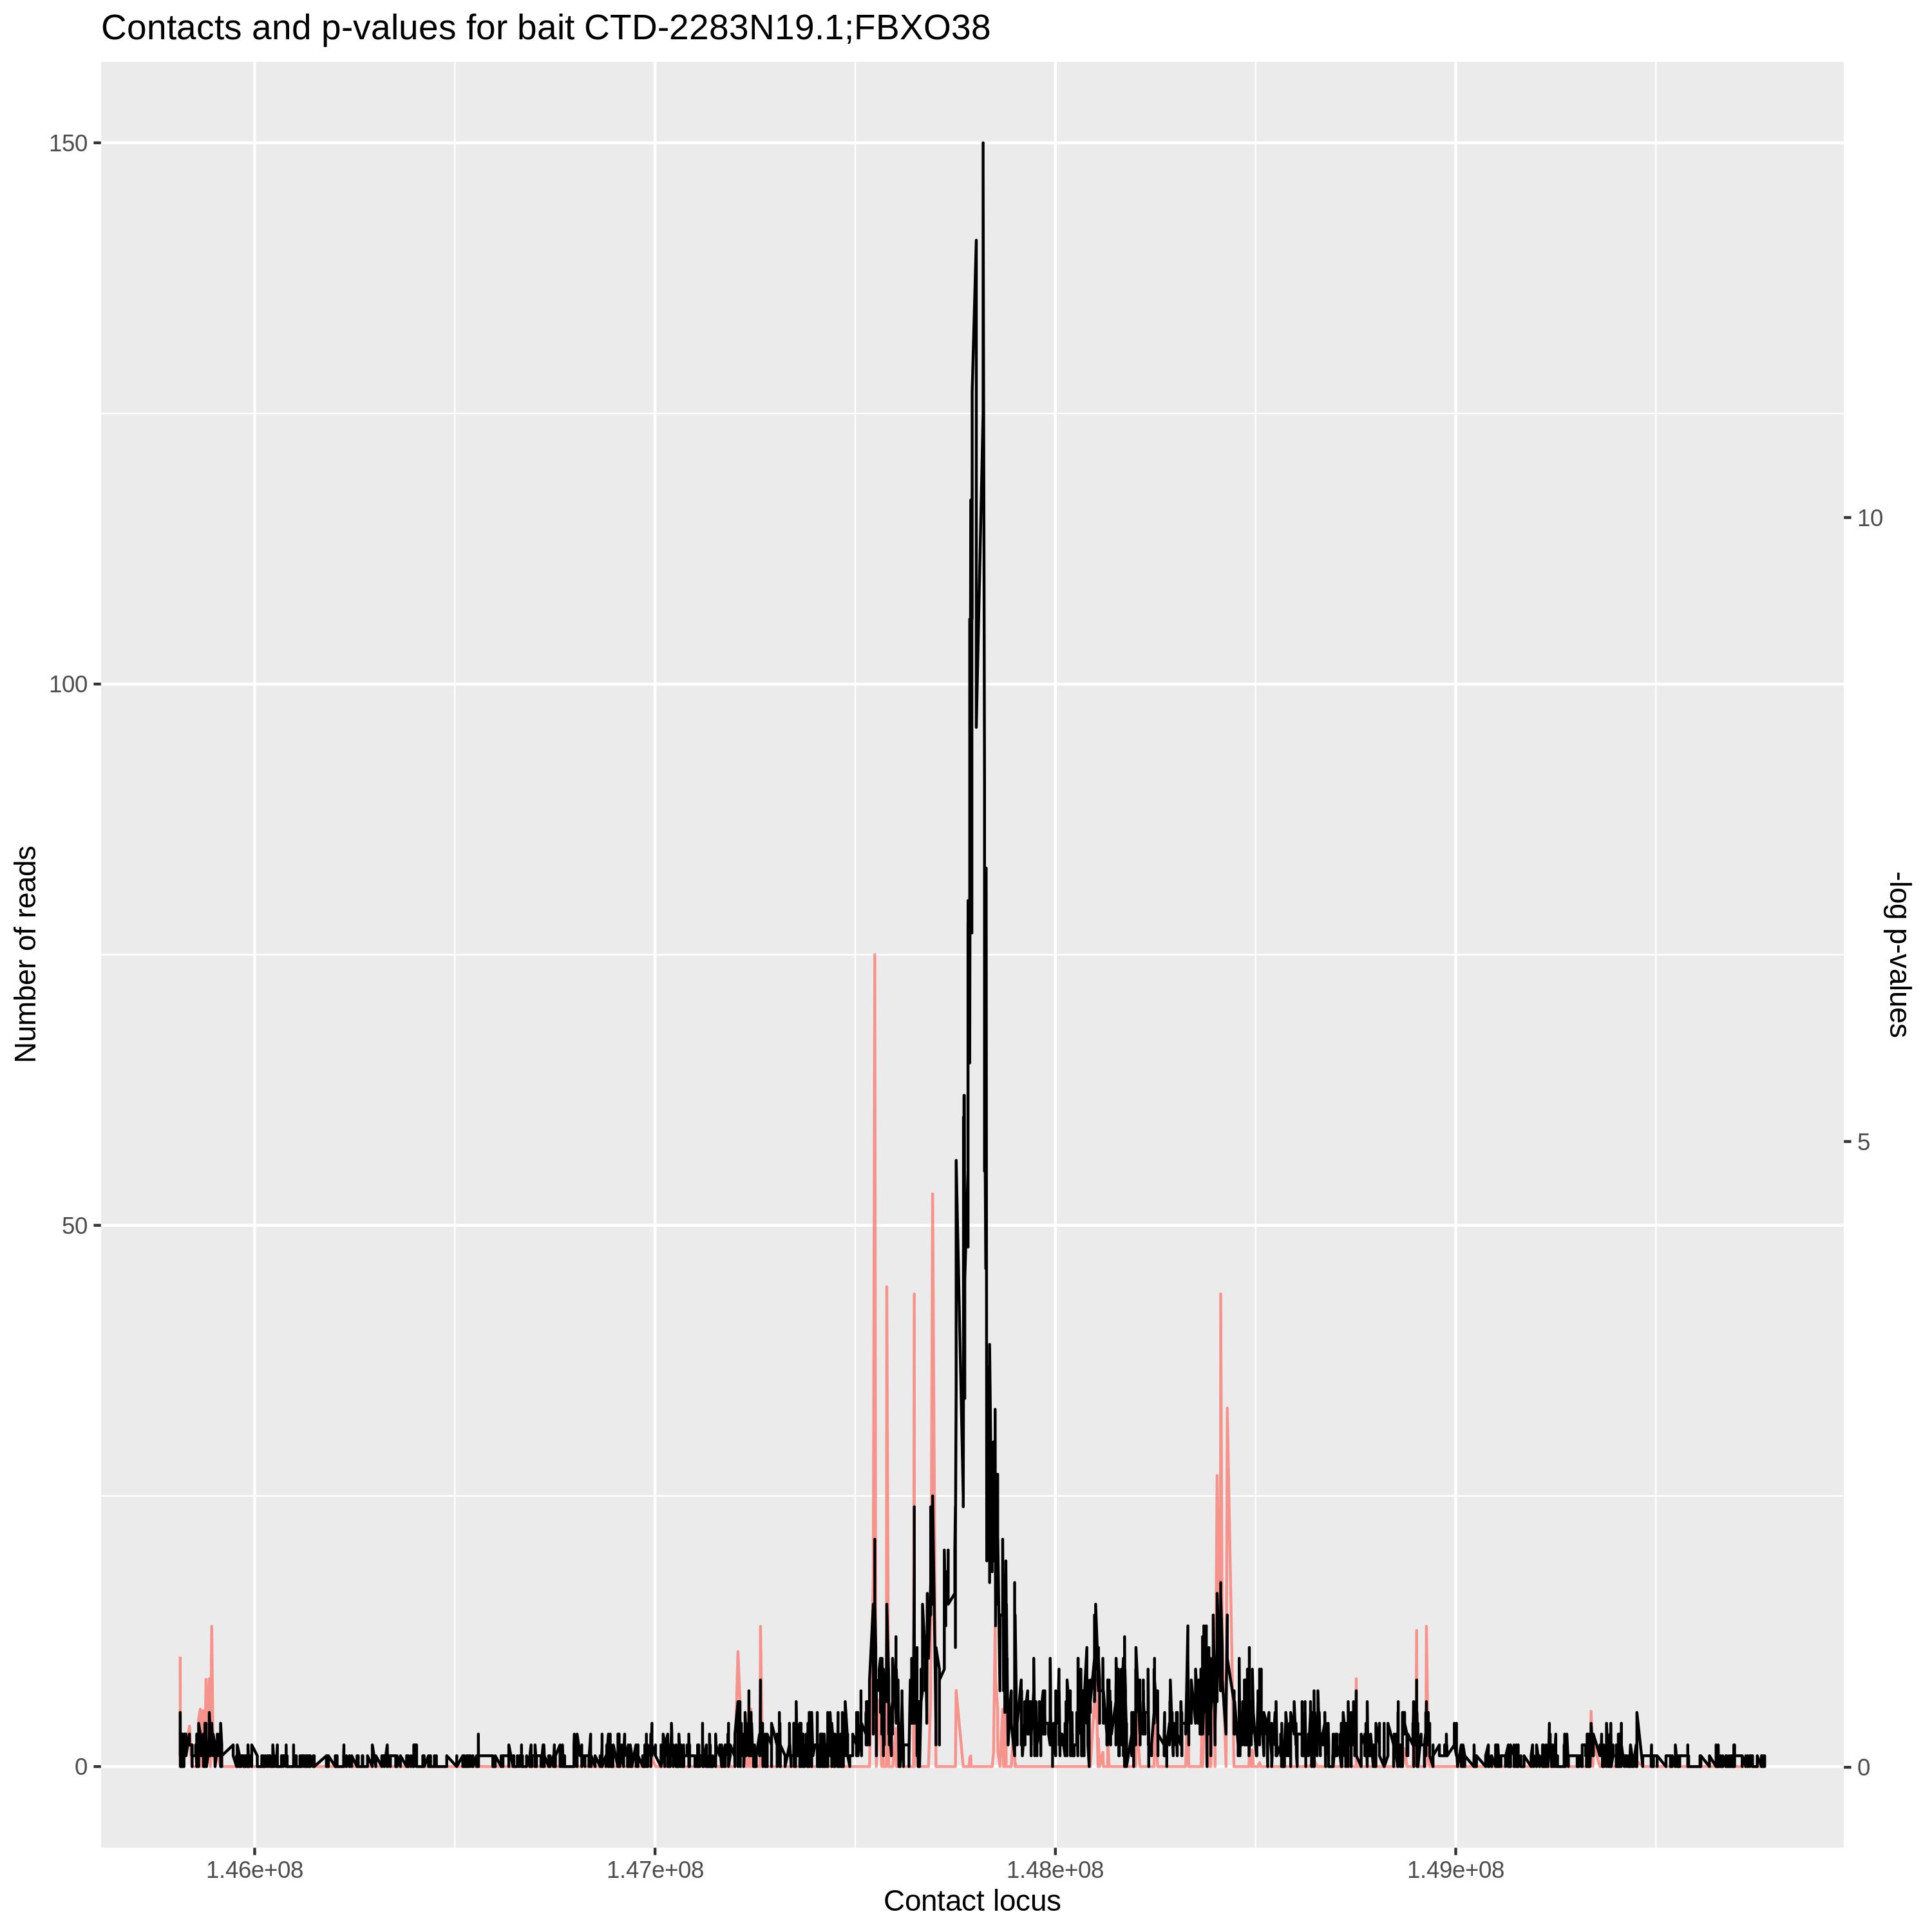 Contacts and p-values for bait CTD-2283N19.1;FBXO38
150
100
50
0
Number of reads
10
5
0
-log p-values
1.46e+08
1.47e+08
1.48e+08
1.49e+08
Contact locus